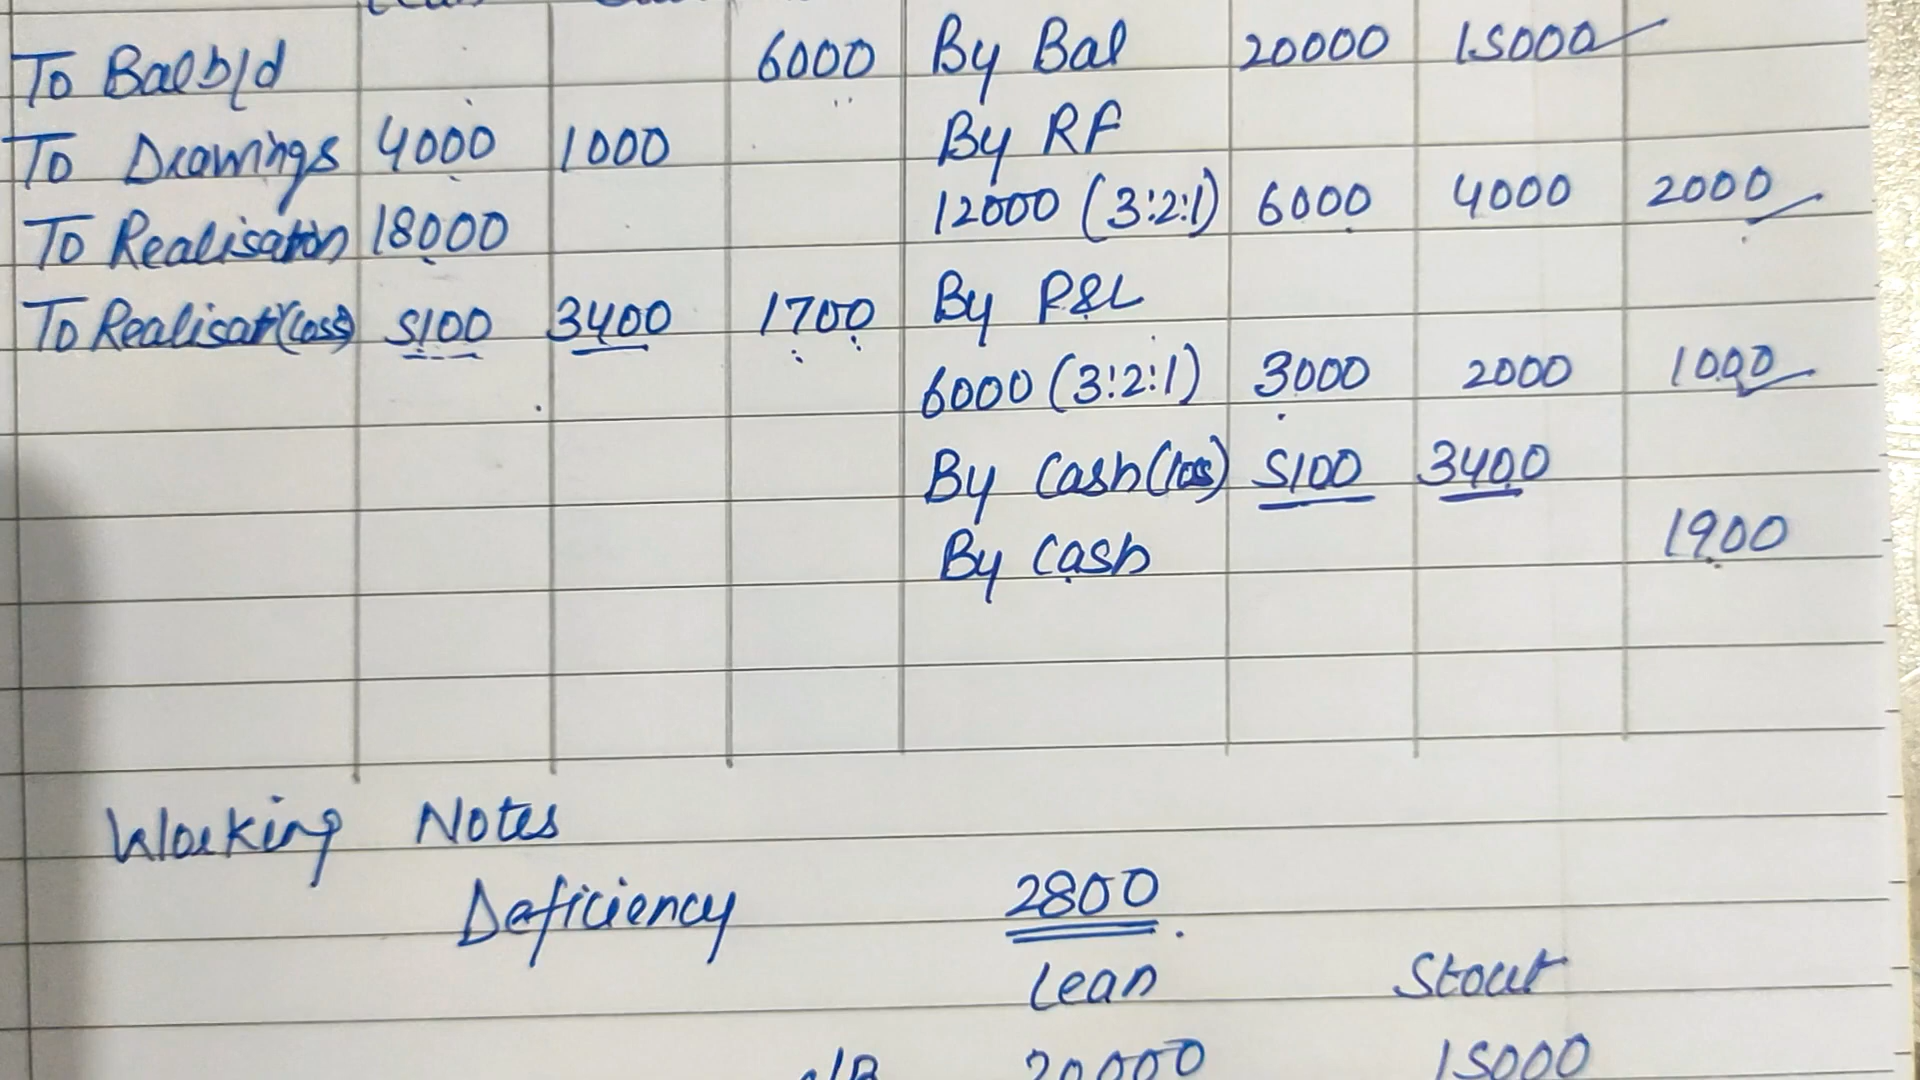 To Bal b/d 6000 By Bal 20000 15000
To Drawings 4000 1000 By RF
12000 (3:2:1) 6000 4000 2000
To Realisation 18000
To Realisat(loss) 5100 3400 1700 By P&L
6000 (3:2:1) 3000 2000 1000
By Cash(loss) 5100 3400
By Cash 1900
Working Notes
Deficiency 2800
Lean Stout
20000 15000